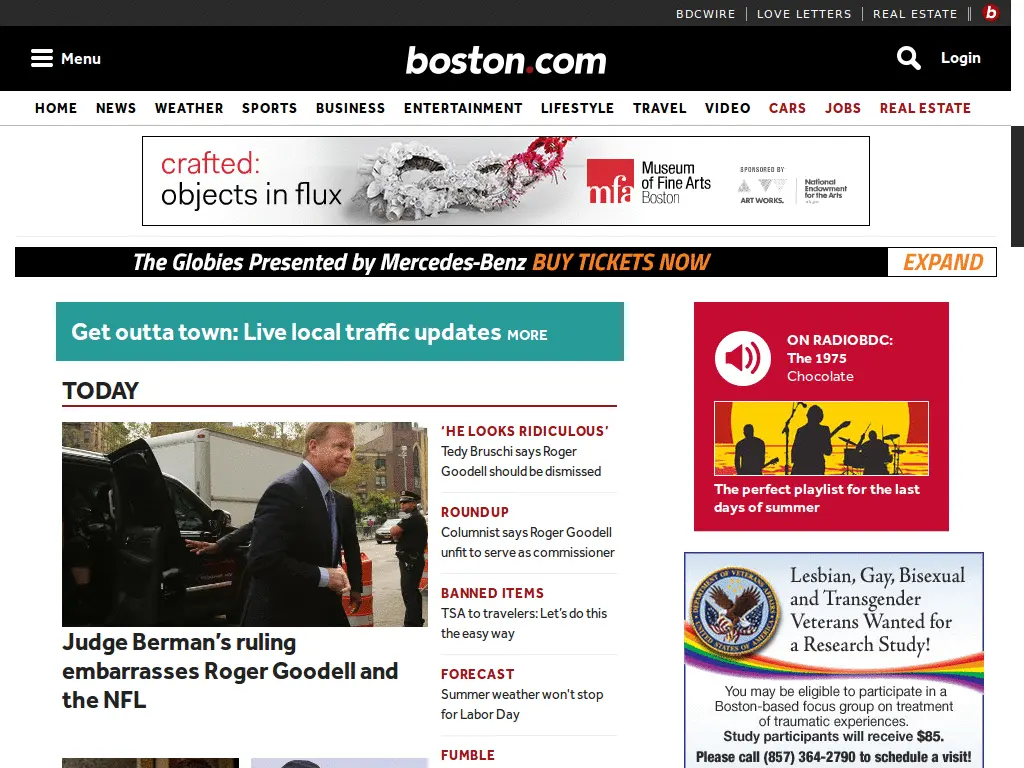 BDCWIRE
LOVE LETTERS
REAL ESTATE
b
Menu
boston.com
Login
HOME NEWS WEATHER SPORTS BUSINESS ENTERTAINMENT LIFESTYLE TRAVEL VIDEO CARS JOBS REAL ESTATE
crafted:
objects in flux
mfa
Museum
of Fine Arts
Boston
SPONSORED BY
ART WORKS.
National
Endowment
for the Arts
The Globies Presented by Mercedes-Benz BUY TICKETS NOW
EXPAND
Get outta town: Live local traffic updates MORE
TODAY
Judge Berman’s ruling
embarrasses Roger Goodell and
the NFL
‘HE LOOKS RIDICULOUS’
Tedy Bruschi says Roger
Goodell should be dismissed
ROUNDUP
Columnist says Roger Goodell
unfit to serve as commissioner
BANNED ITEMS
TSA to travelers: Let’s do this
the easy way
FORECAST
Summer weather won't stop
for Labor Day
FUMBLE
ON RADIOBDC:
The 1975
Chocolate
The perfect playlist for the last
days of summer
DEPARTMENT OF VETERANS AFFAIRS
UNITED STATES OF AMERICA
Lesbian, Gay, Bisexual
and Transgender
Veterans Wanted for
a Research Study!
You may be eligible to participate in a
Boston-based focus group on treatment
of traumatic experiences.
Study participants will receive $85.
Please call (857) 364-2790 to schedule a visit!